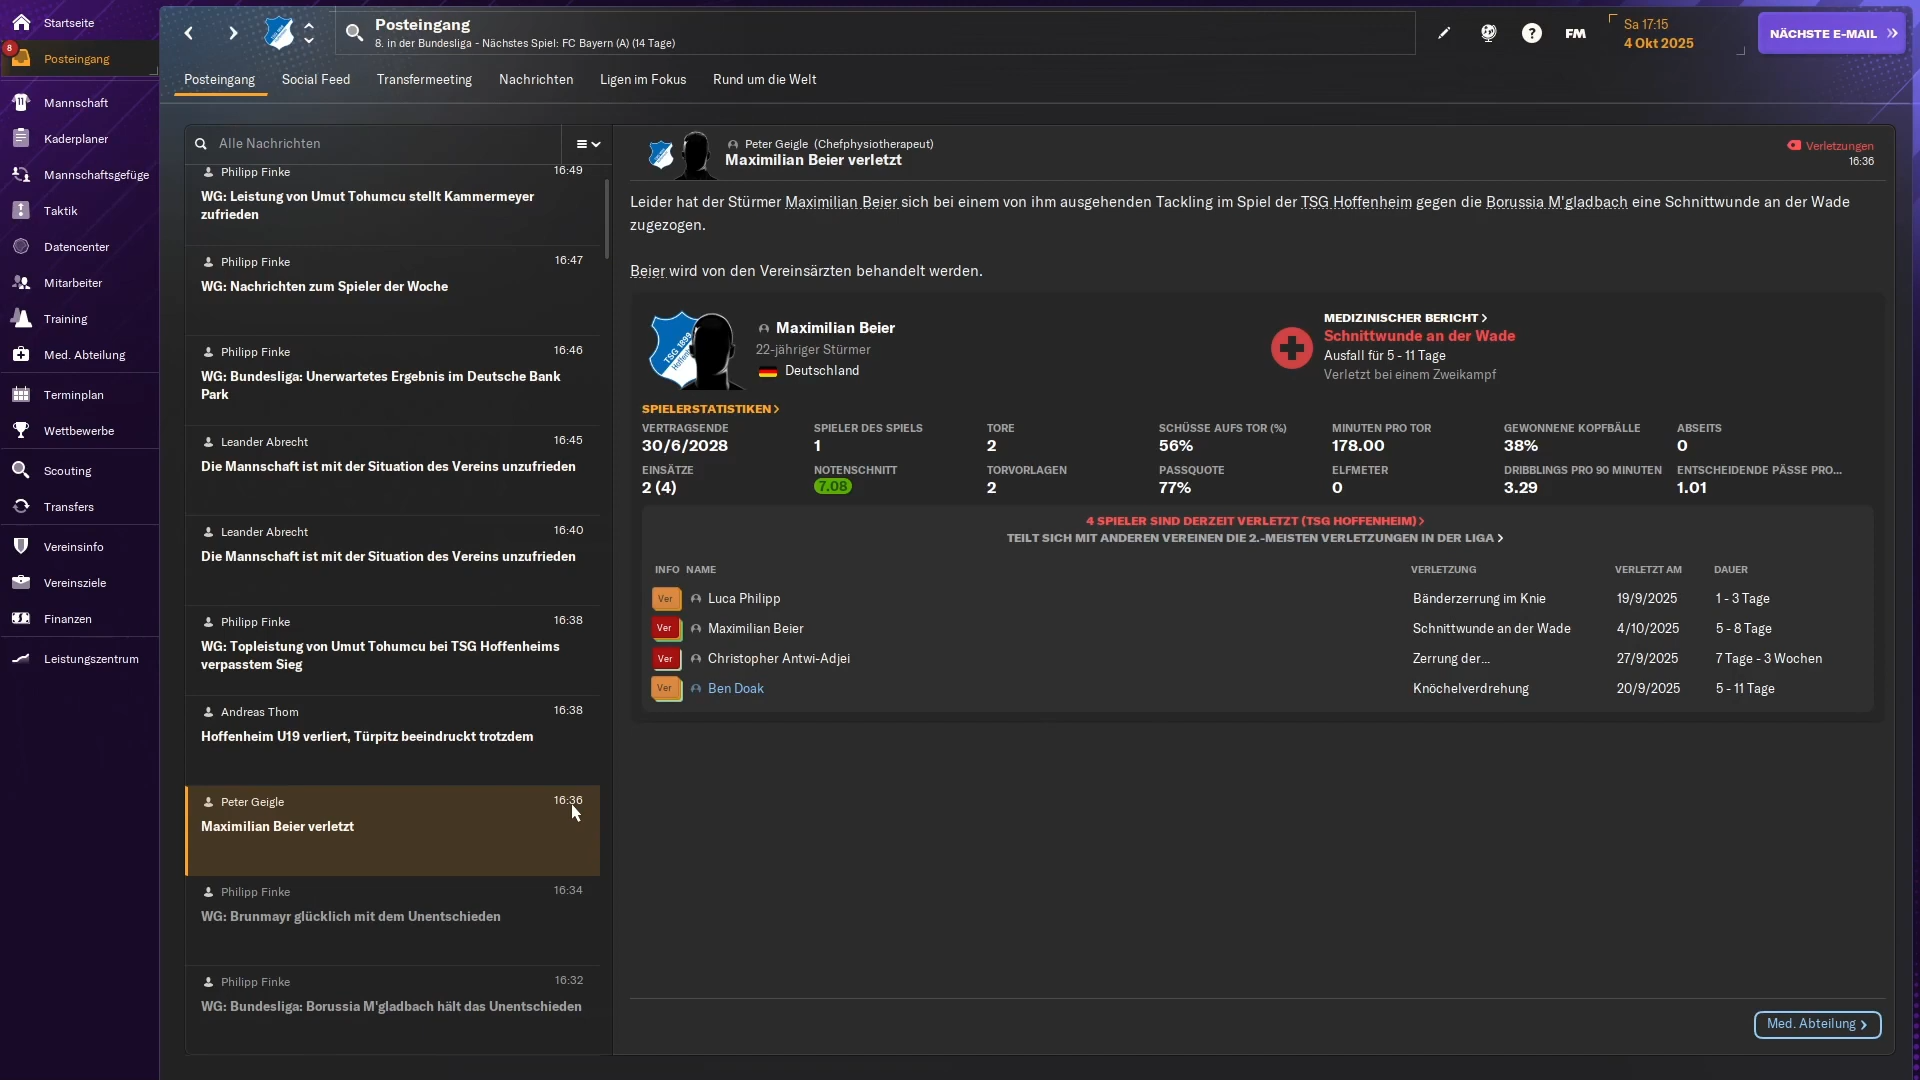 Startseite
8
Posteingang
Mannschaft
Kaderplaner
Mannschaftsgefüge
Taktik
Datencenter
Mitarbeiter
Training
Med. Abteilung
Terminplan
Wettbewerbe
Scouting
Transfers
Vereinsinfo
Vereinsziele
Finanzen
Leistungszentrum
Posteingang
8. in der Bundesliga - Nächstes Spiel: FC Bayern (A) (14 Tage)
FM
Sa 17:15
4 Okt 2025
NÄCHSTE E-MAIL
Posteingang Social Feed Transfermeeting Nachrichten Ligen im Fokus Rund um die Welt
Alle Nachrichten
Philipp Finke 16:49
WG: Leistung von Umut Tohumcu stellt Kammermeyer
zufrieden
Philipp Finke 16:47
WG: Nachrichten zum Spieler der Woche
Philipp Finke 16:46
WG: Bundesliga: Unerwartetes Ergebnis im Deutsche Bank
Park
Leander Abrecht 16:45
Die Mannschaft ist mit der Situation des Vereins unzufrieden
Leander Abrecht 16:40
Die Mannschaft ist mit der Situation des Vereins unzufrieden
Philipp Finke 16:38
WG: Topleistung von Umut Tohumcu bei TSG Hoffenheims
verpasstem Sieg
Andreas Thom 16:38
Hoffenheim U19 verliert, Türpitz beeindruckt trotzdem
Peter Geigle 16:36
Maximilian Beier verletzt
Philipp Finke 16:34
WG: Brunmayr glücklich mit dem Unentschieden
Philipp Finke 16:32
WG: Bundesliga: Borussia M'gladbach hält das Unentschieden
Peter Geigle (Chefphysiotherapeut)
Maximilian Beier verletzt
Verletzungen
16:36
Leider hat der Stürmer Maximilian Beier sich bei einem von ihm ausgehenden Tackling im Spiel der TSG Hoffenheim gegen die Borussia M'gladbach eine Schnittwunde an der Wade
zugezogen.
Beier wird von den Vereinsärzten behandelt werden.
TSG 1899
Maximilian Beier
22-jähriger Stürmer
Deutschland
MEDIZINISCHER BERICHT
Schnittwunde an der Wade
Ausfall für 5 - 11 Tage
Verletzt bei einem Zweikampf
SPIELERSTATISTIKEN
VERTRAGSENDE SPIELER DES SPIELS TORE SCHÜSSE AUFS TOR (%) MINUTEN PRO TOR GEWONNENE KOPFBÄLLE ABSEITS
30/6/2028 1 2 56% 178.00 38% 0
EINSÄTZE NOTENSCHNITT TORVORLAGEN PASSQUOTE ELFMETER DRIBBLINGS PRO 90 MINUTEN ENTSCHEIDENDE PÄSSE PRO...
2 (4) 7.08 2 77% 0 3.29 1.01
4 SPIELER SIND DERZEIT VERLETZT (TSG HOFFENHEIM)
TEILT SICH MIT ANDEREN VEREINEN DIE 2.-MEISTEN VERLETZUNGEN IN DER LIGA
INFO NAME VERLETZUNG VERLETZT AM DAUER
Ver Luca Philipp Bänderzerrung im Knie 19/9/2025 1 - 3 Tage
Ver Maximilian Beier Schnittwunde an der Wade 4/10/2025 5 - 8 Tage
Ver Christopher Antwi-Adjei Zerrung der... 27/9/2025 7 Tage - 3 Wochen
Ver Ben Doak Knöchelverdrehung 20/9/2025 5 - 11 Tage
Med. Abteilung